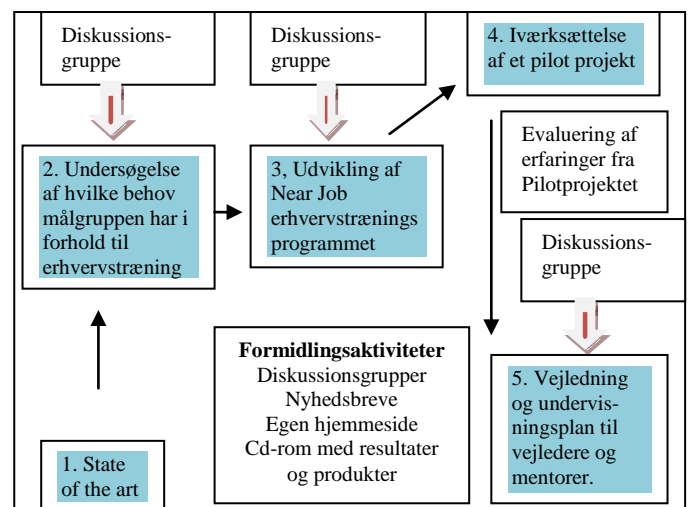 Diskussions-
gruppe
Diskussions-
gruppe
4. Iværksættelse
af et pilot projekt
2. Undersøgelse
af hvilke behov
målgruppen har i
forhold til
erhvervstræning
3, Udvikling af
Near Job
erhvervstrænings
programmet
Evaluering af
erfaringer fra
Pilotprojektet
Diskussions-
gruppe
Formidlingsaktiviteter
Diskussionsgrupper
Nyhedsbreve
Egen hjemmeside
Cd-rom med resultater
og produkter
5. Vejledning
og undervis-
ningsplan til
vejledere og
mentorer.
1. State
of the art